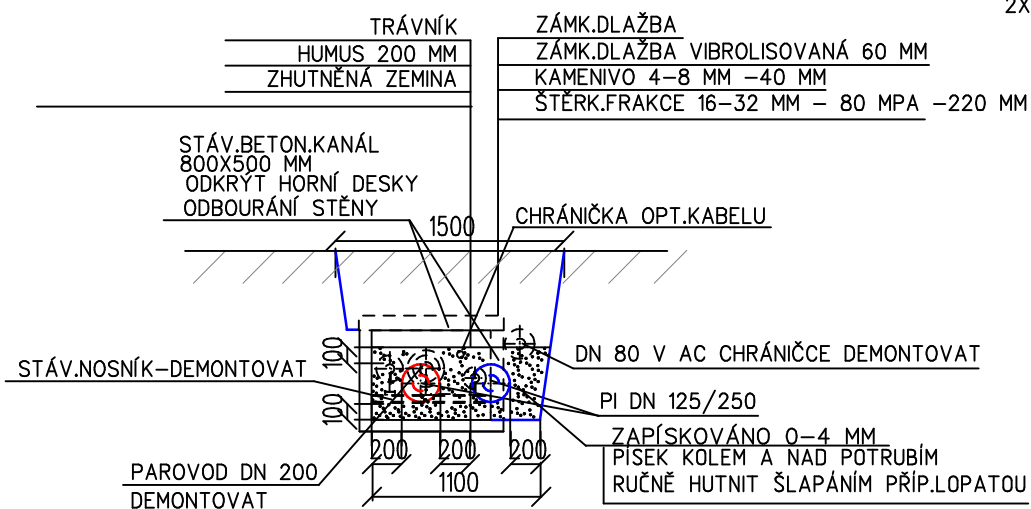 2X
TRÁVNÍK
HUMUS 200 MM
ZHUTNĚNÁ ZEMINA
ZÁMK.DLAŽBA
ZÁMK.DLAŽBA VIBROLISOVANÁ 60 MM
KAMENIVO 4-8 MM -40 MM
ŠTĚRK.FRAKCE 16-32 MM - 80 MPA -220 MM
STÁV.BETON.KANÁL
800X500 MM
ODKRÝT HORNÍ DESKY
ODBOURÁNÍ STĚNY
CHRÁNIČKA OPT.KABELU
1500
100
100
STÁV.NOSNÍK-DEMONTOVAT
DN 80 V AC CHRÁNIČCE DEMONTOVAT
PI DN 125/250
ZAPÍSKOVÁNO 0-4 MM
PÍSEK KOLEM A NAD POTRUBÍM
RUČNĚ HUTNIT ŠLAPÁNÍM PŘÍP.LOPATOU
200
200
200
1100
PAROVOD DN 200
DEMONTOVAT